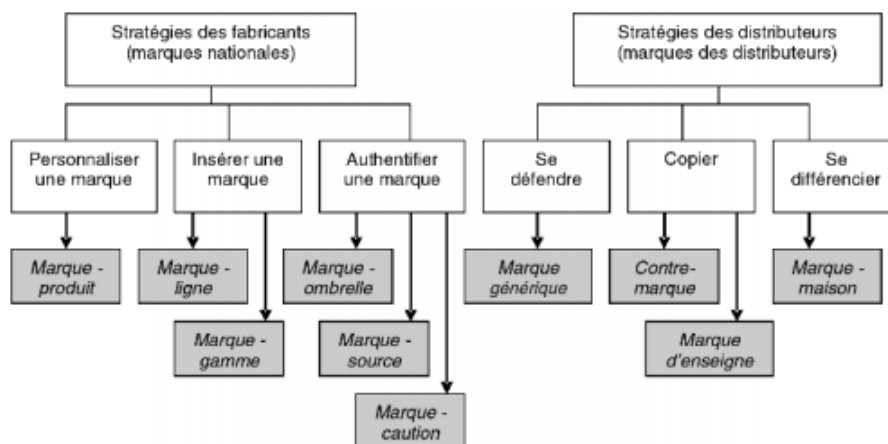 Stratégies des fabricants
(marques nationales)
Stratégies des distributeurs
(marques des distributeurs)
Personnaliser
une marque
Insérer une
marque
Authentifier
une marque
Se
défendre
Copier
Se
différencier
Marque -
produit
Marque -
ligne
Marque -
ombrelle
Marque
générique
Contre-
marque
Marque -
maison
Marque -
gamme
Marque -
source
Marque
d'enseigne
Marque -
caution